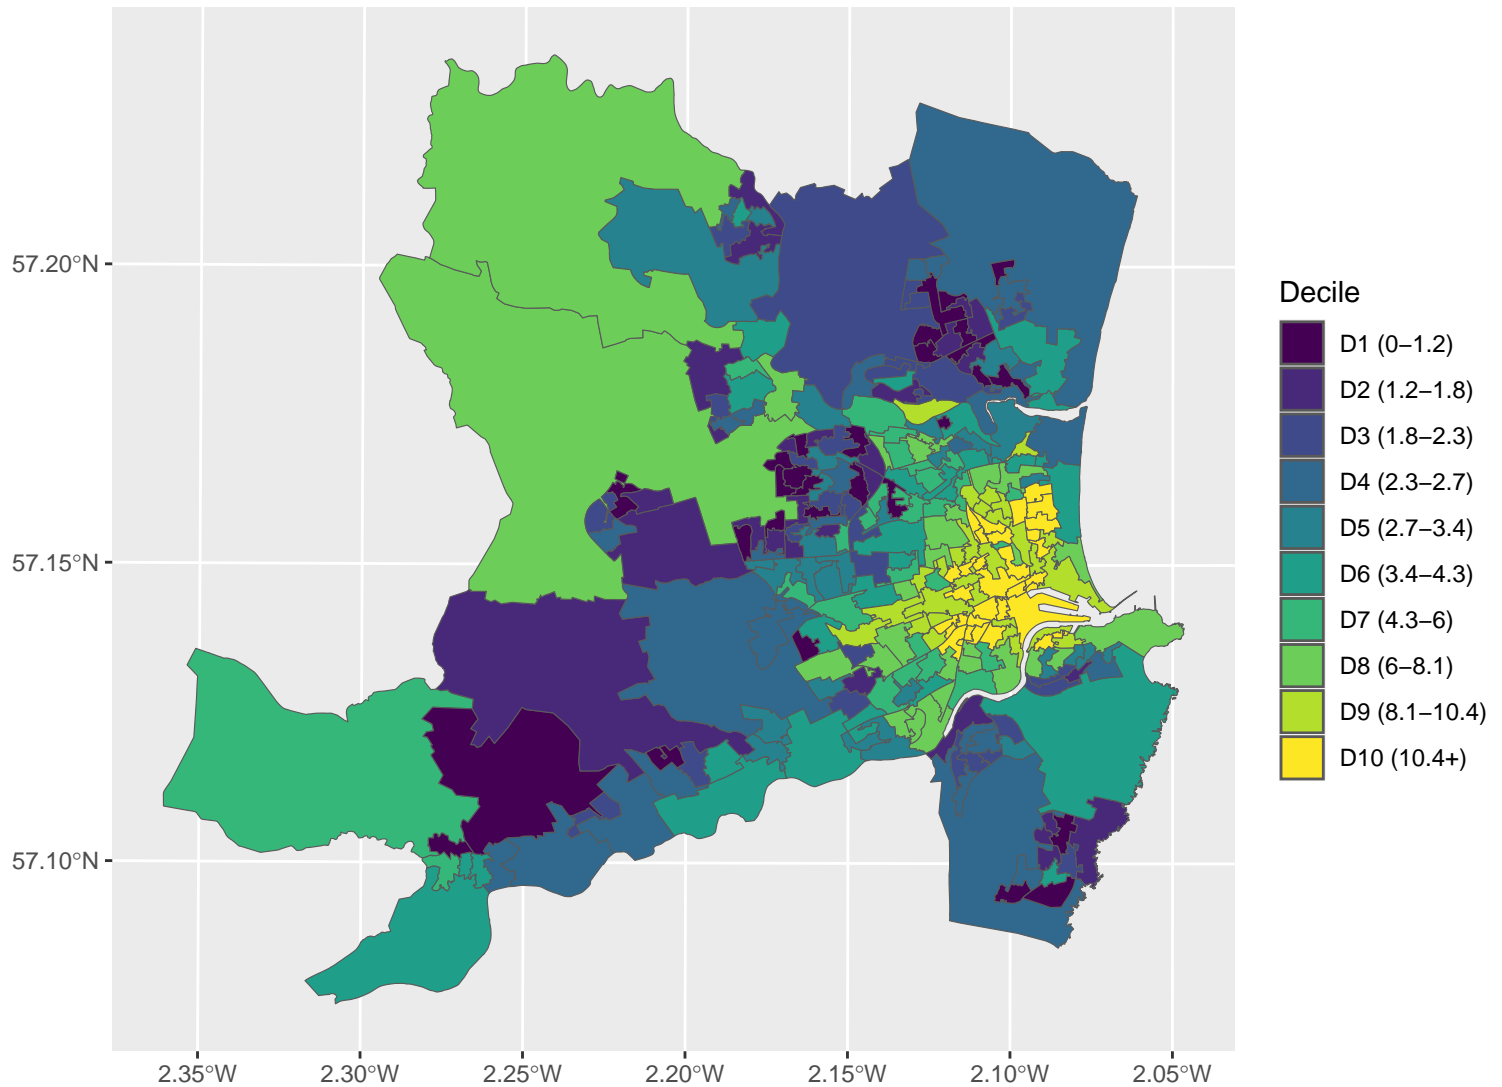 57.20°N
57.15°N
57.10°N
2.35°W
2.30°W
2.25°W
2.20°W
2.15°W
2.10°W
2.05°W
Decile
D1 (0–1.2)
D2 (1.2–1.8)
D3 (1.8–2.3)
D4 (2.3–2.7)
D5 (2.7–3.4)
D6 (3.4–4.3)
D7 (4.3–6)
D8 (6–8.1)
D9 (8.1–10.4)
D10 (10.4+)